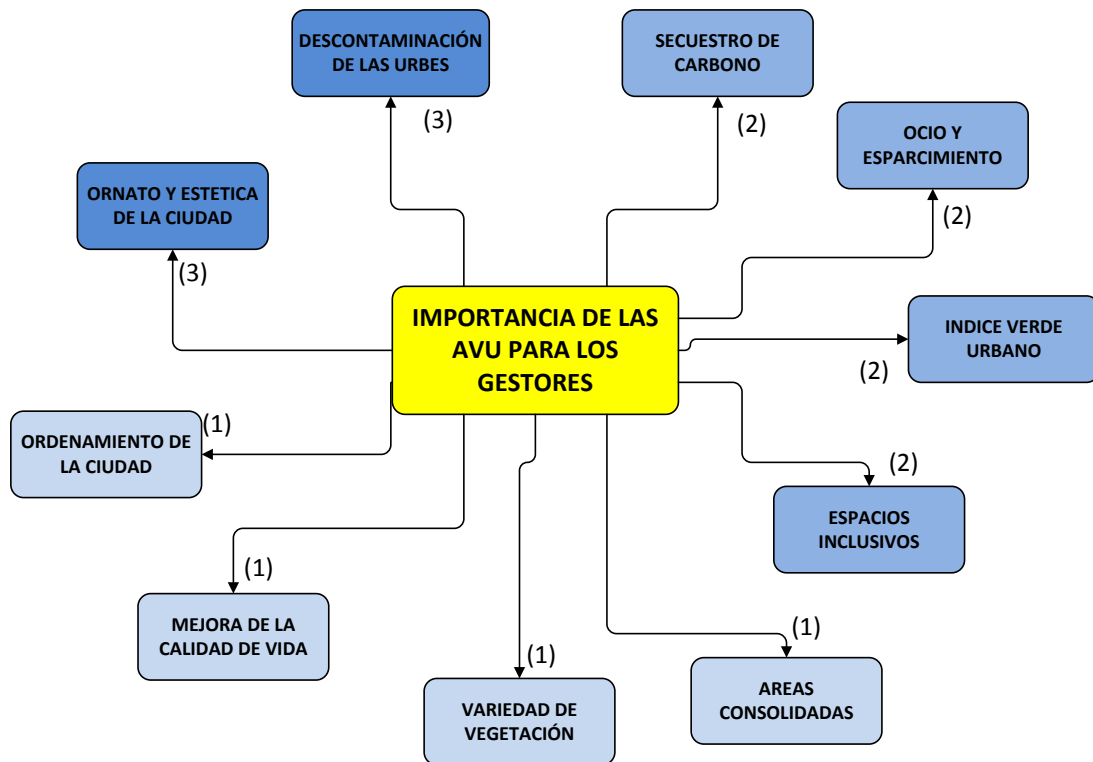 DESCONTAMINACIÓN
DE LAS URBES
(3)
SECUESTRO DE
CARBONO
(2)
OCIO Y
ESPARCIMIENTO
(2)
ORNATO Y ESTETICA
DE LA CIUDAD
(3)
IMPORTANCIA DE LAS
AVU PARA LOS
GESTORES
INDICE VERDE
URBANO
(2)
ORDENAMIENTO DE
LA CIUDAD
(1)
(2)
ESPACIOS
INCLUSIVOS
(1)
MEJORA DE LA
CALIDAD DE VIDA
(1)
VARIEDAD DE
VEGETACIÓN
(1)
AREAS
CONSOLIDADAS